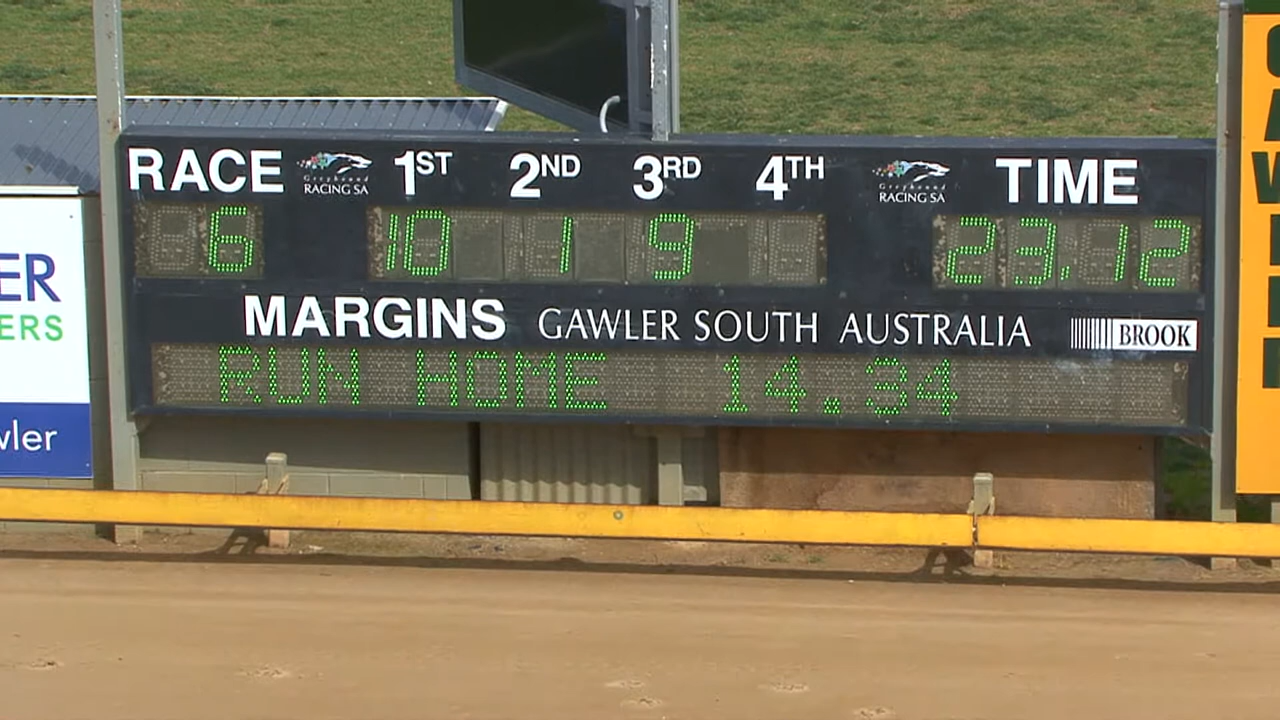 RACE 1ST 2ND 3RD 4TH TIME
Greyhound RACING SA
Greyhound RACING SA
6 10 1 9 23.12
MARGINS GAWLER SOUTH AUSTRALIA BROOK
RUN HOME 14.34
ER
ERS
wler